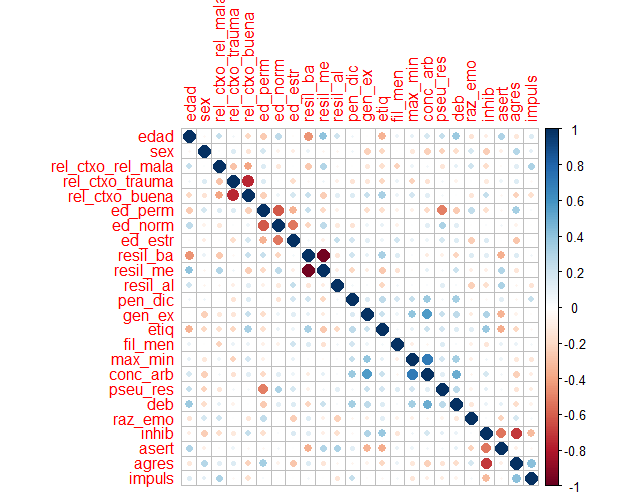 edad
sex
rel_ctxo_rel_mala
rel_ctxo_trauma
rel_ctxo_buena
ed_perm
ed_norm
ed_estr
resil_ba
resil_me
resil_al
pen_dic
gen_ex
etiq
fil_men
max_min
conc_arb
pseu_res
deb
raz_emo
inhib
asert
agres
impuls
edad
sex
rel_ctxo_rel_mala
rel_ctxo_trauma
rel_ctxo_buena
ed_perm
ed_norm
ed_estr
resil_ba
resil_me
resil_al
pen_dic
gen_ex
etiq
fil_men
max_min
conc_arb
pseu_res
deb
raz_emo
inhib
asert
agres
impuls
1
0.8
0.6
0.4
0.2
0
-0.2
-0.4
-0.6
-0.8
-1